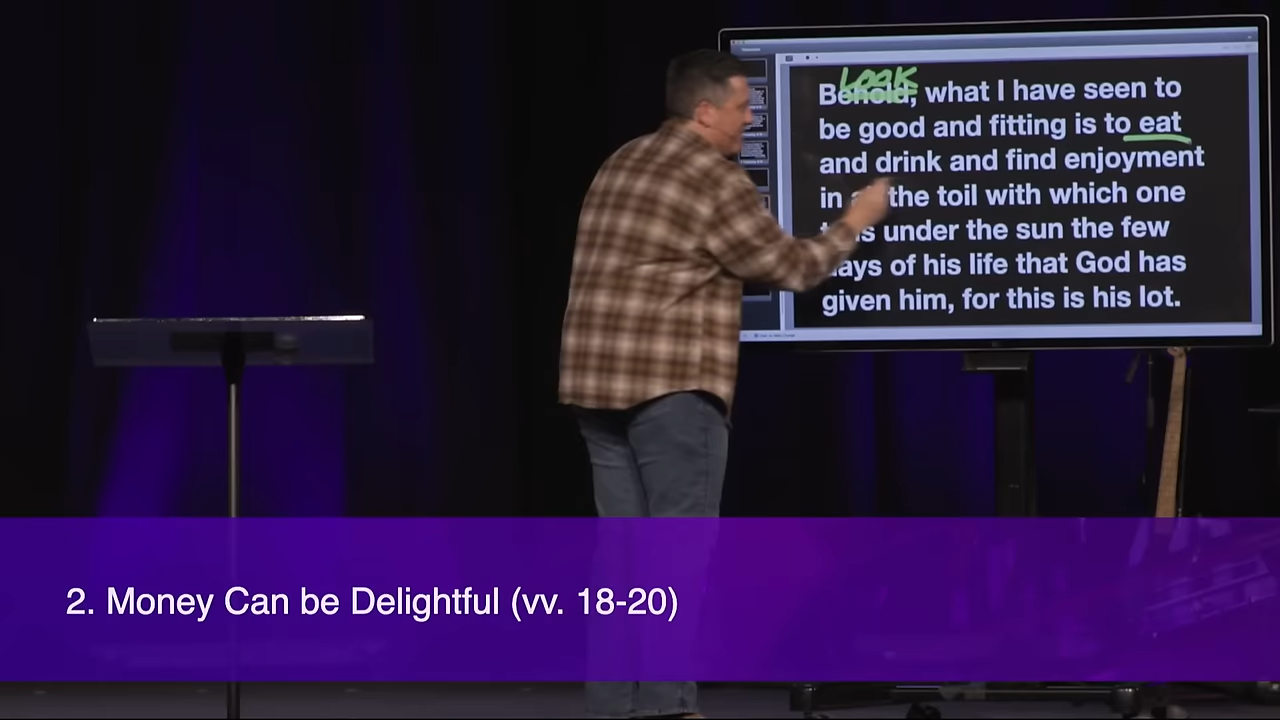 LOOK
Behold, what I have seen to
be good and fitting is to eat
and drink and find enjoyment
in the toil with which one
under the sun the few
days of his life that God has
given him, for this is his lot.
2. Money Can be Delightful (vv. 18-20)